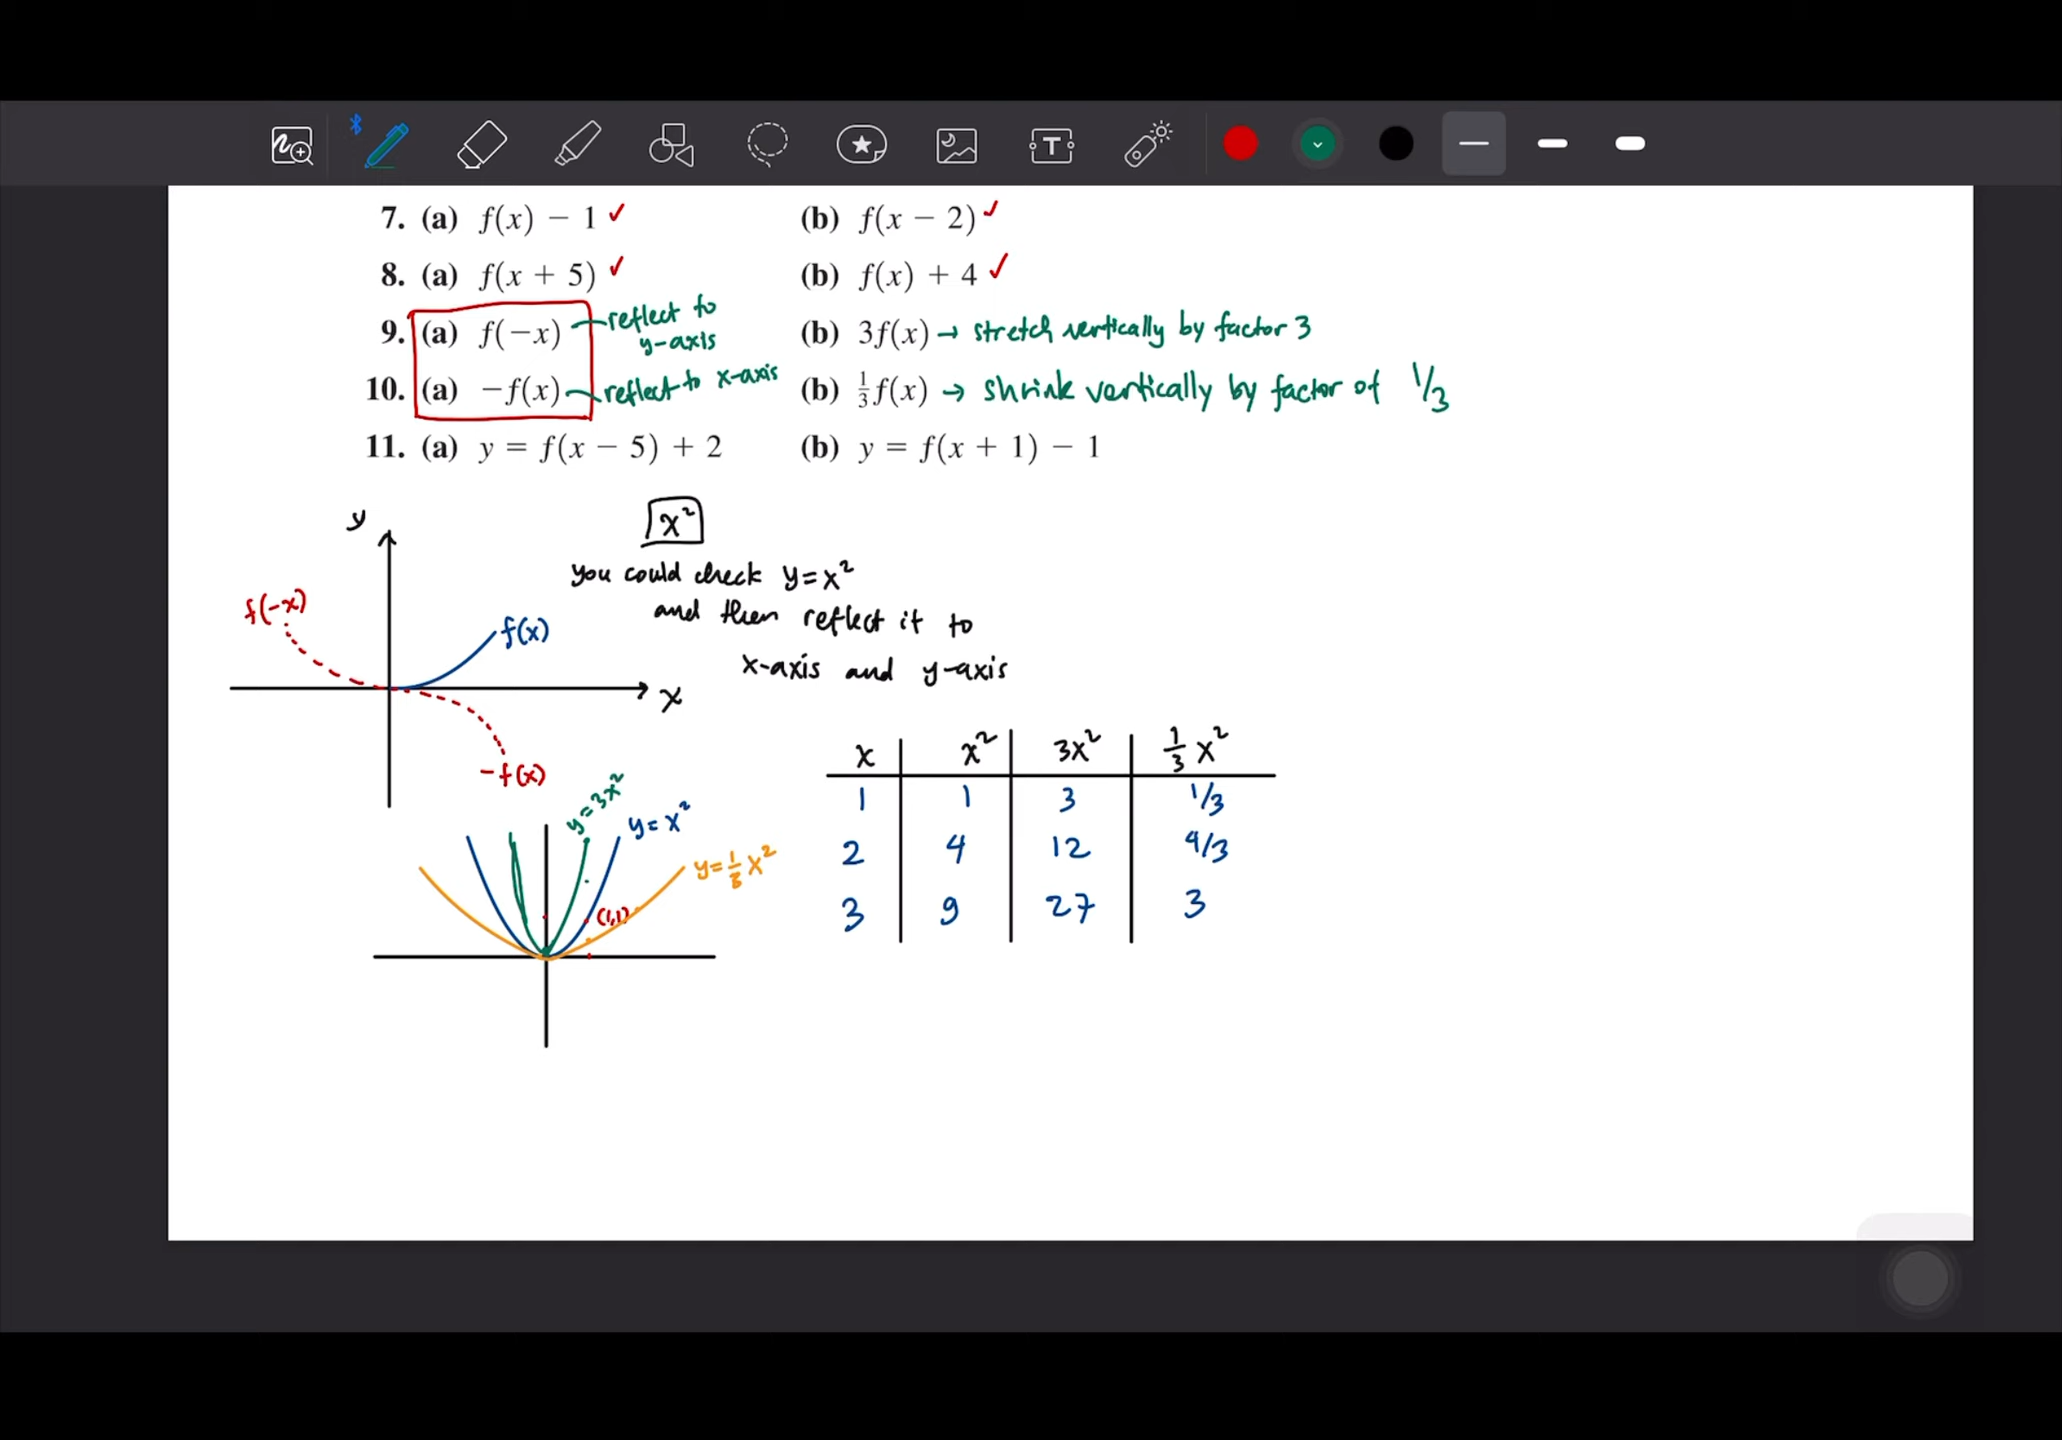 7. (a) f(x) − 1 ✓ (b) f(x − 2) ✓
8. (a) f(x + 5) ✓ (b) f(x) + 4 ✓
9. (a) f(−x) reflect to y-axis (b) 3f(x) → stretch vertically by factor 3
10. (a) −f(x) reflect to x-axis (b) 1/3 f(x) → shrink vertically by factor of 1/3
11. (a) y = f(x − 5) + 2 (b) y = f(x + 1) − 1
y
x²
you could check y=x²
and then reflect it to
x-axis and y-axis
f(-x)
f(x)
x
-f(x)
y=3x²
y=x²
y=1/3 x²
(1,1)
x x² 3x² 1/3 x²
1 1 3 1/3
2 4 12 4/3
3 9 27 3
T